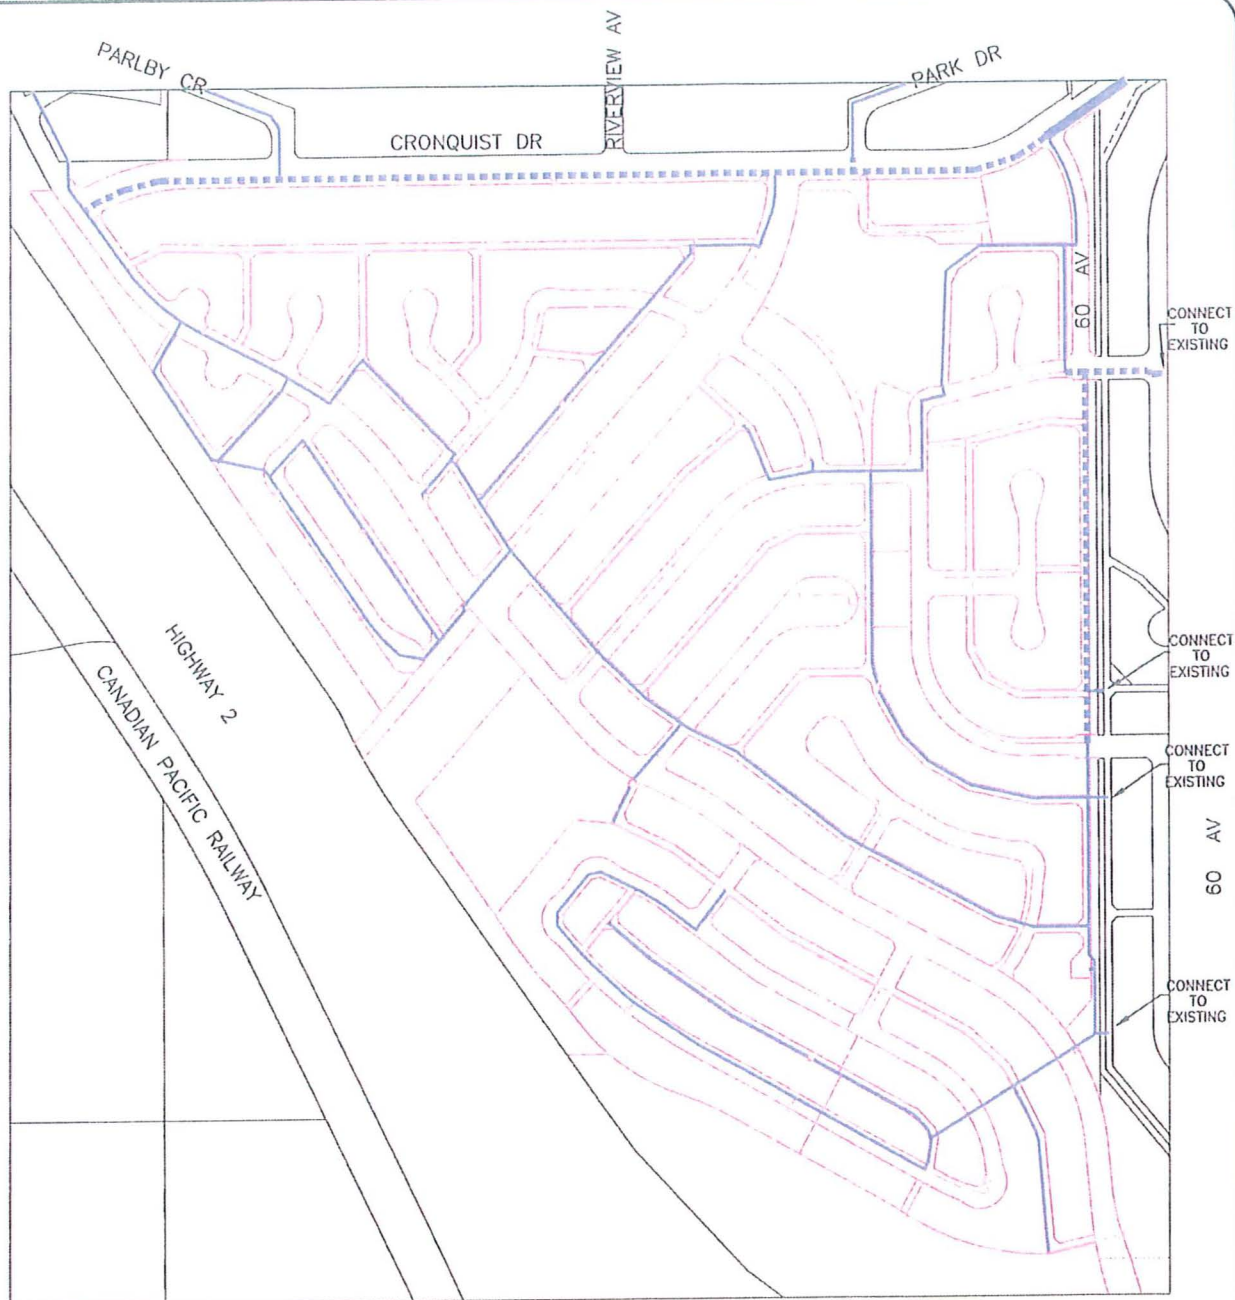 RIVERVIEW AV
PARLBY CR
PARK DR
CRONQUIST DR
60 AV
CONNECT
TO
EXISTING
HIGHWAY 2
CANADIAN PACIFIC RAILWAY
CONNECT
TO
EXISTING
CONNECT
TO
EXISTING
60 AV
CONNECT
TO
EXISTING